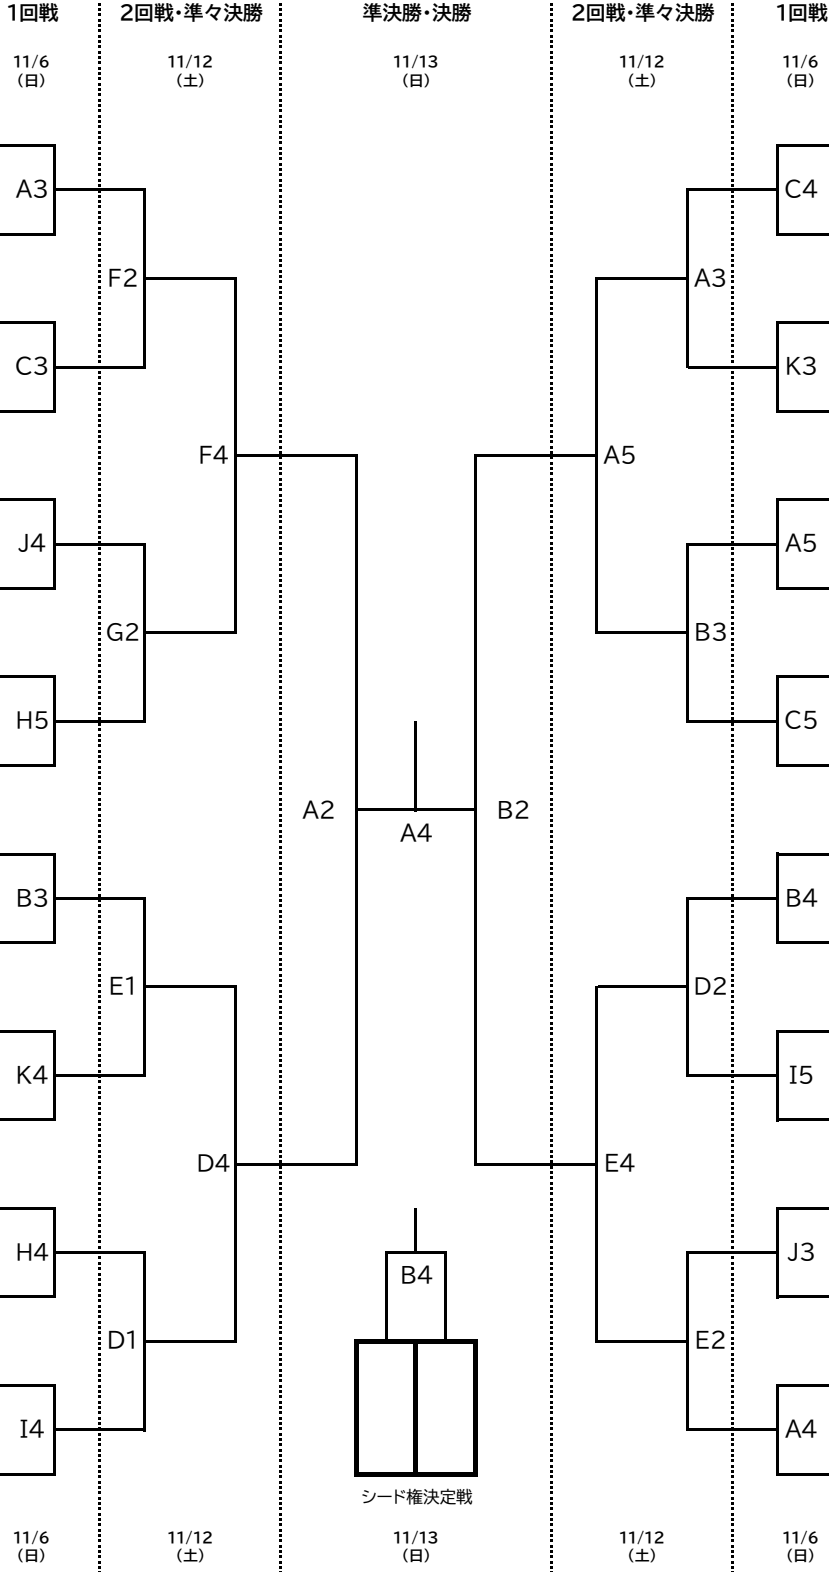 1回戦 2回戦・準々決勝 準決勝・決勝 2回戦・準々決勝 1回戦
11/6 11/12 11/13 11/12 11/6
(日) (土) (日) (土) (日)
A3 C4
F2 A3
C3 K3
F4 A5
J4 A5
G2 B3
H5 C5
A2 B2
A4
B3 B4
E1 D2
K4 I5
D4 E4
H4 J3
B4
D1 E2
I4 A4
シード権決定戦
11/6 11/12 11/13 11/12 11/6
(日) (土) (日) (土) (日)